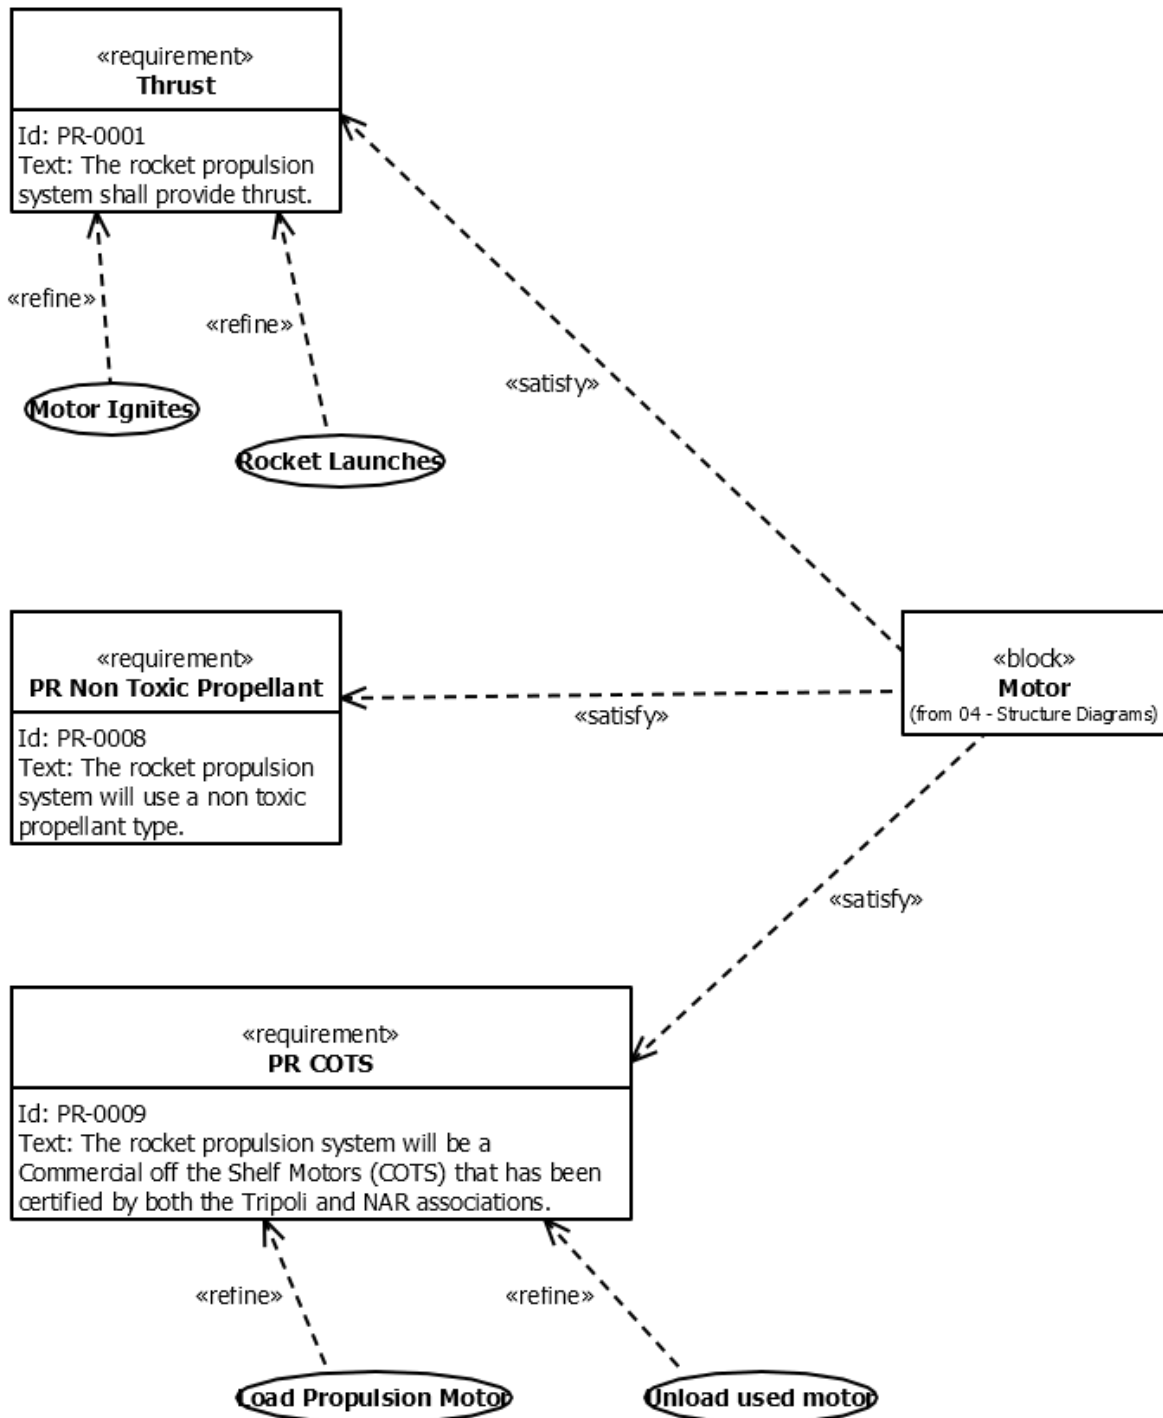 «requirement»
Thrust
Id: PR-0001
Text: The rocket propulsion
system shall provide thrust.
«refine»
«refine»
«satisfy»
Motor Ignites
Rocket Launches
«requirement»
PR Non Toxic Propellant
Id: PR-0008
Text: The rocket propulsion
system will use a non toxic
propellant type.
«satisfy»
«block»
Motor
(from 04 - Structure Diagrams)
«satisfy»
«requirement»
PR COTS
Id: PR-0009
Text: The rocket propulsion system will be a
Commercial off the Shelf Motors (COTS) that has been
certified by both the Tripoli and NAR associations.
«refine»
«refine»
Load Propulsion Motor
Unload used motor